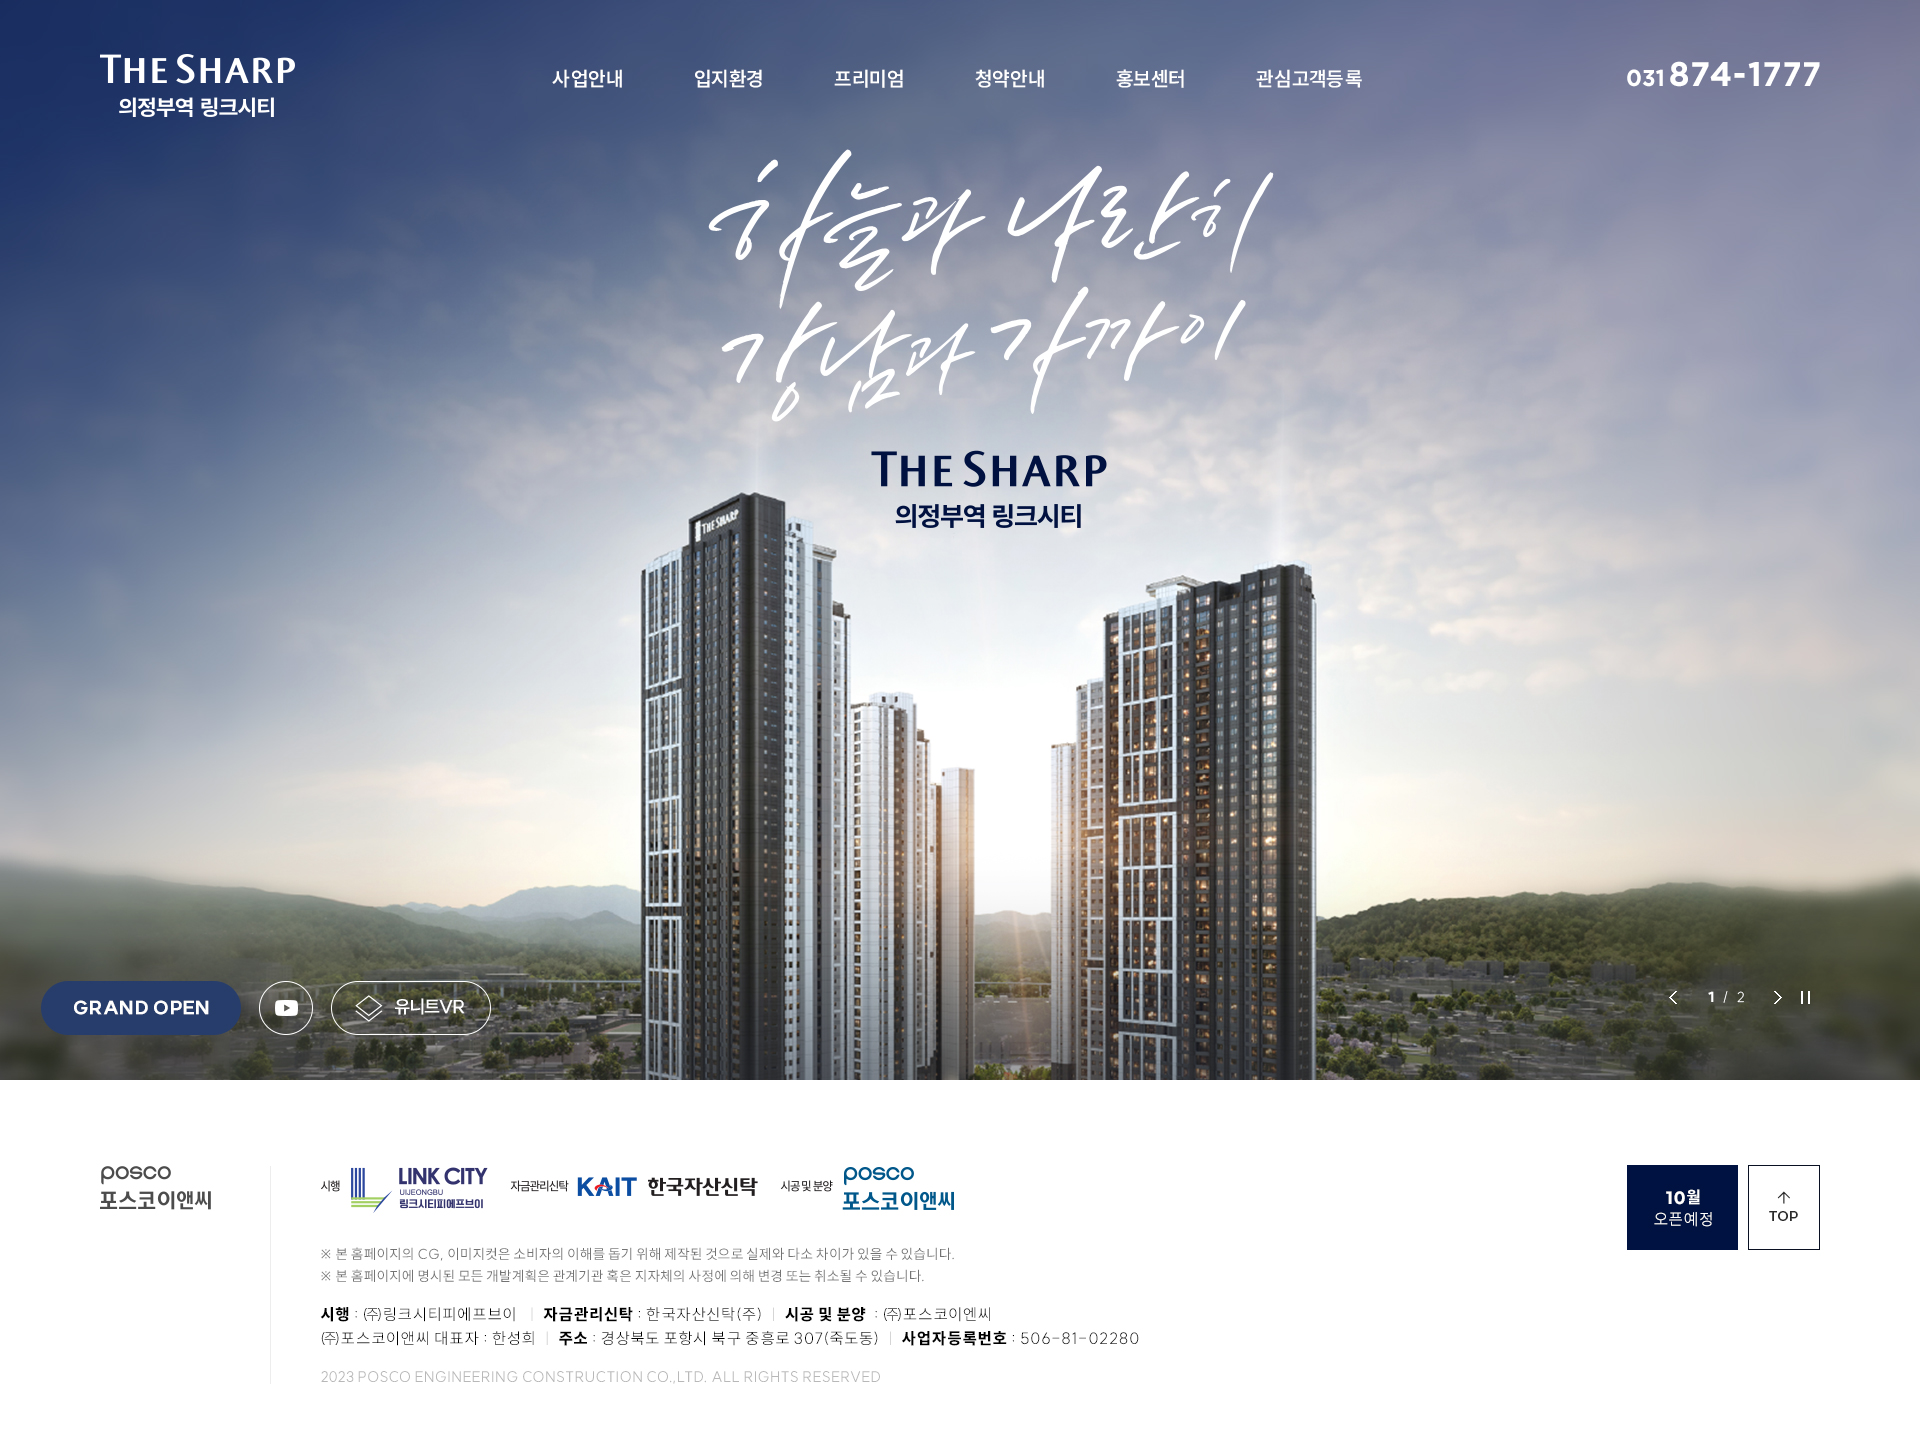 THE SHARP
의정부역 링크시티
사업안내 입지환경 프리미엄 청약안내 홍보센터 관심고객등록
031 874-1777
하늘과 나란히
강남과 가까이
THE SHARP
의정부역 링크시티
THE SHARP
GRAND OPEN
유니트VR
1 / 2
posco
포스코이앤씨
시행
LINK CITY
UIJEONGBU
링크시티피에프브이
자금관리신탁
KAIT 한국자산신탁
시공 및 분양
posco
포스코이앤씨
10월
오픈예정
TOP
※ 본 홈페이지의 CG, 이미지컷은 소비자의 이해를 돕기 위해 제작된 것으로 실제와 다소 차이가 있을 수 있습니다.
※ 본 홈페이지에 명시된 모든 개발계획은 관계기관 혹은 지자체의 사정에 의해 변경 또는 취소될 수 있습니다.
시행 : ㈜링크시티피에프브이 | 자금관리신탁 : 한국자산신탁(주) | 시공 및 분양 : ㈜포스코이엔씨
㈜포스코이앤씨 대표자 : 한성희 | 주소 : 경상북도 포항시 북구 중흥로 307(죽도동) | 사업자등록번호 : 506-81-02280
2023 POSCO ENGINEERING CONSTRUCTION CO.,LTD. ALL RIGHTS RESERVED